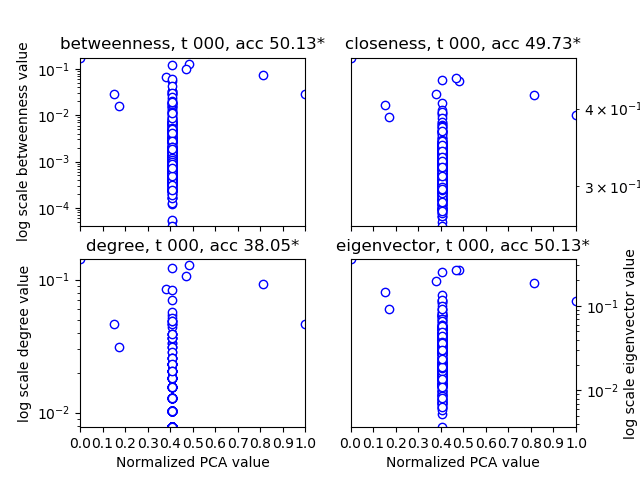 betweenness, t 000, acc 50.13*
closeness, t 000, acc 49.73*
log scale betweenness value
10⁻¹
10⁻²
10⁻³
10⁻⁴
4 × 10⁻¹
3 × 10⁻¹
degree, t 000, acc 38.05*
eigenvector, t 000, acc 50.13*
log scale degree value
10⁻¹
10⁻²
10⁻¹
10⁻²
log scale eigenvector value
0.0 0.1 0.2 0.3 0.4 0.5 0.6 0.7 0.8 0.9 1.0
0.0 0.1 0.2 0.3 0.4 0.5 0.6 0.7 0.8 0.9 1.0
Normalized PCA value
Normalized PCA value